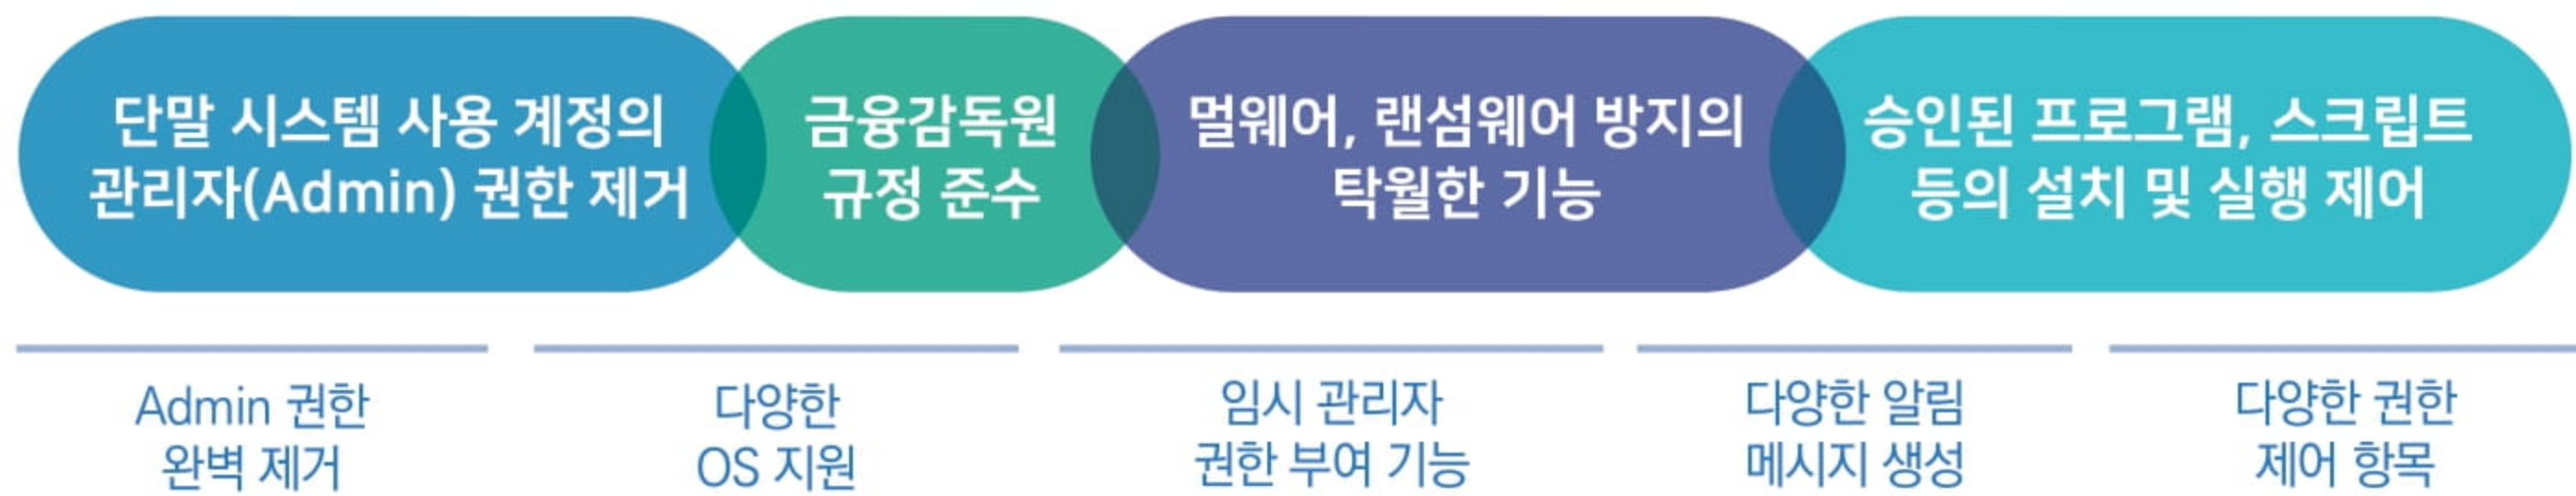 단말 시스템 사용 계정의
관리자(Admin) 권한 제거
금융감독원
규정 준수
멀웨어, 랜섬웨어 방지의
탁월한 기능
승인된 프로그램, 스크립트
등의 설치 및 실행 제어
Admin 권한
완벽 제거
다양한
OS 지원
임시 관리자
권한 부여 기능
다양한 알림
메시지 생성
다양한 권한
제어 항목